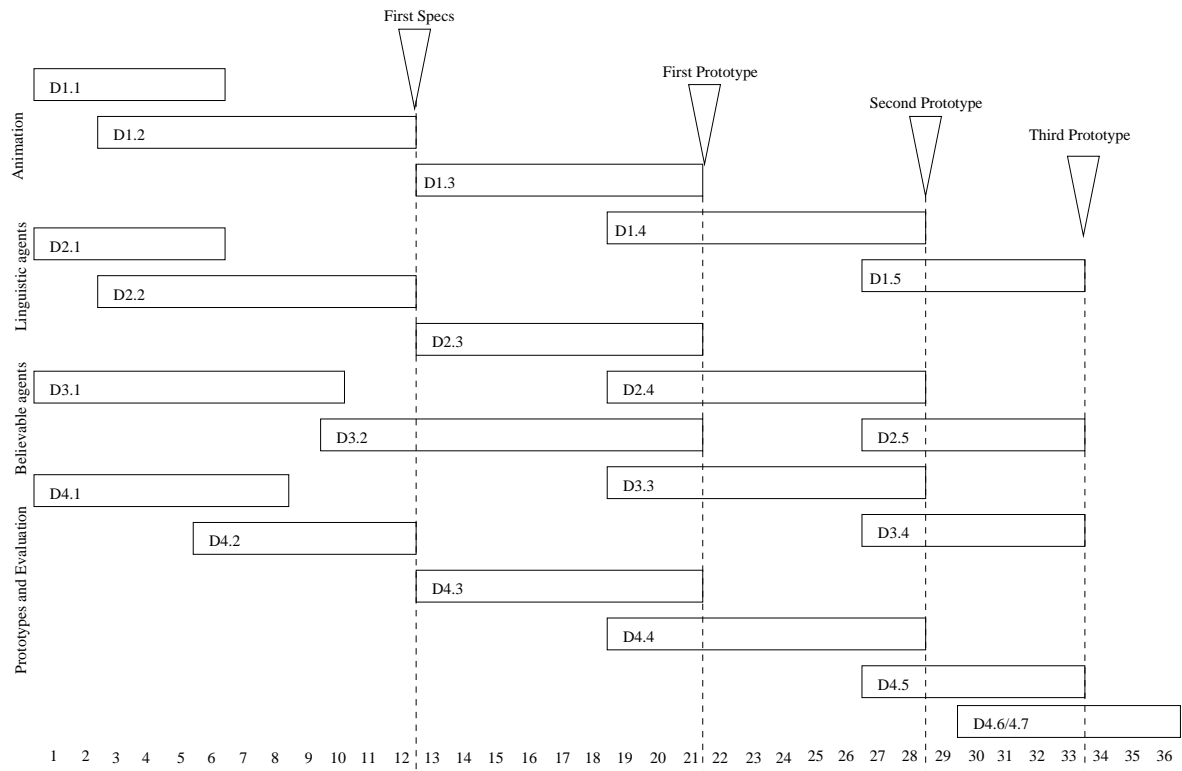 First Specs
First Prototype
Second Prototype
Third Prototype
Animation
Linguistic agents
Believable agents
Prototypes and Evaluation
D1.1
D1.2
D1.3
D1.4
D2.1
D1.5
D2.2
D2.3
D3.1
D2.4
D3.2
D2.5
D4.1
D3.3
D4.2
D3.4
D4.3
D4.4
D4.5
D4.6/4.7
1 2 3 4 5 6 7 8 9 10 11 12 13 14 15 16 17 18 19 20 21 22 23 24 25 26 27 28 29 30 31 32 33 34 35 36